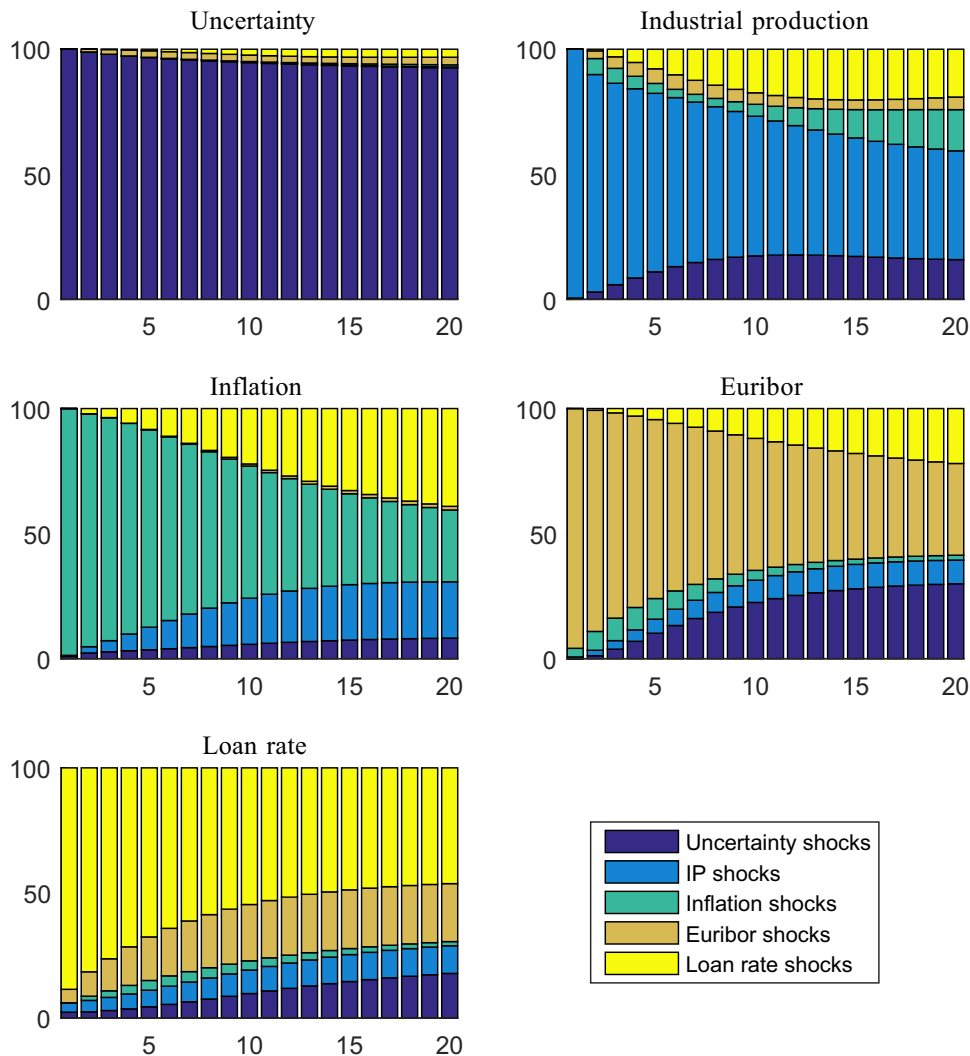 Uncertainty
Industrial production
100
50
0
5 10 15 20
100
50
0
5 10 15 20
Inflation
Euribor
100
50
0
5 10 15 20
100
50
0
5 10 15 20
Loan rate
100
50
0
5 10 15 20
Uncertainty shocks
IP shocks
Inflation shocks
Euribor shocks
Loan rate shocks